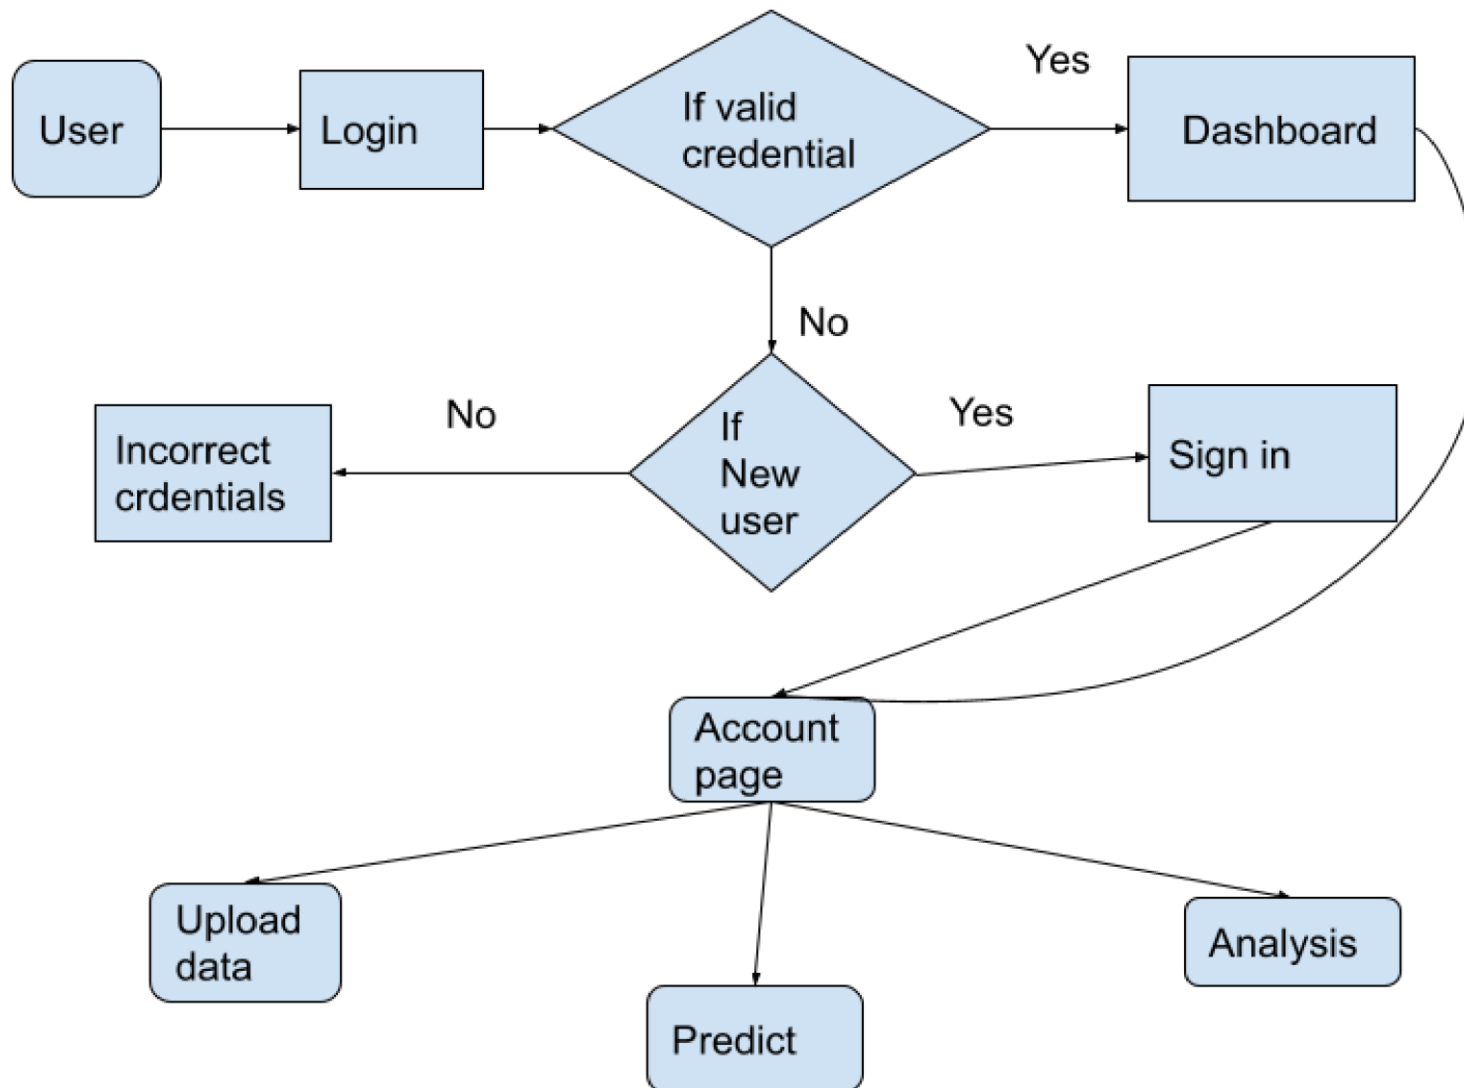 Yes
User
Login
If valid
credential
Dashboard
No
No
Yes
If
New
user
Incorrect
crdentials
Sign in
Account
page
Upload
data
Analysis
Predict